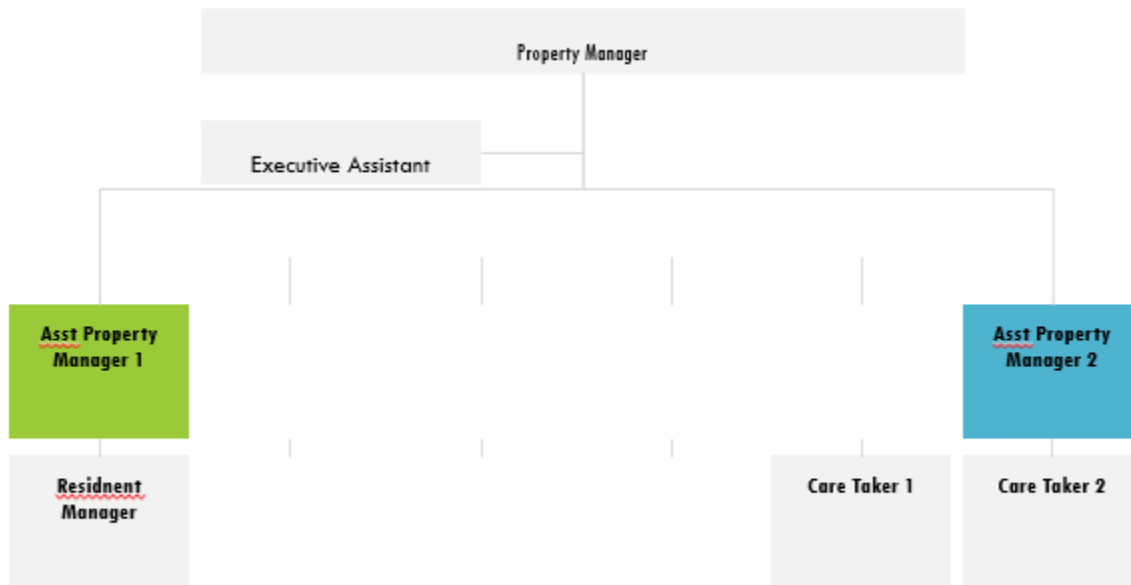 Property Manager
Executive Assistant
Asst Property
Manager 1
Asst Property
Manager 2
Residnent
Manager
Care Taker 1
Care Taker 2